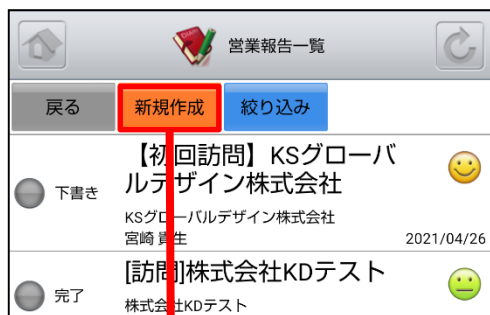 営業報告一覧
戻る 新規作成 絞り込み
【初回訪問】KSグローバ
ルデザイン株式会社
下書き
KSグローバルデザイン株式会社
宮崎 貴生 2021/04/26
[訪問]株式会社KDテスト
完了
株式会社KDテスト